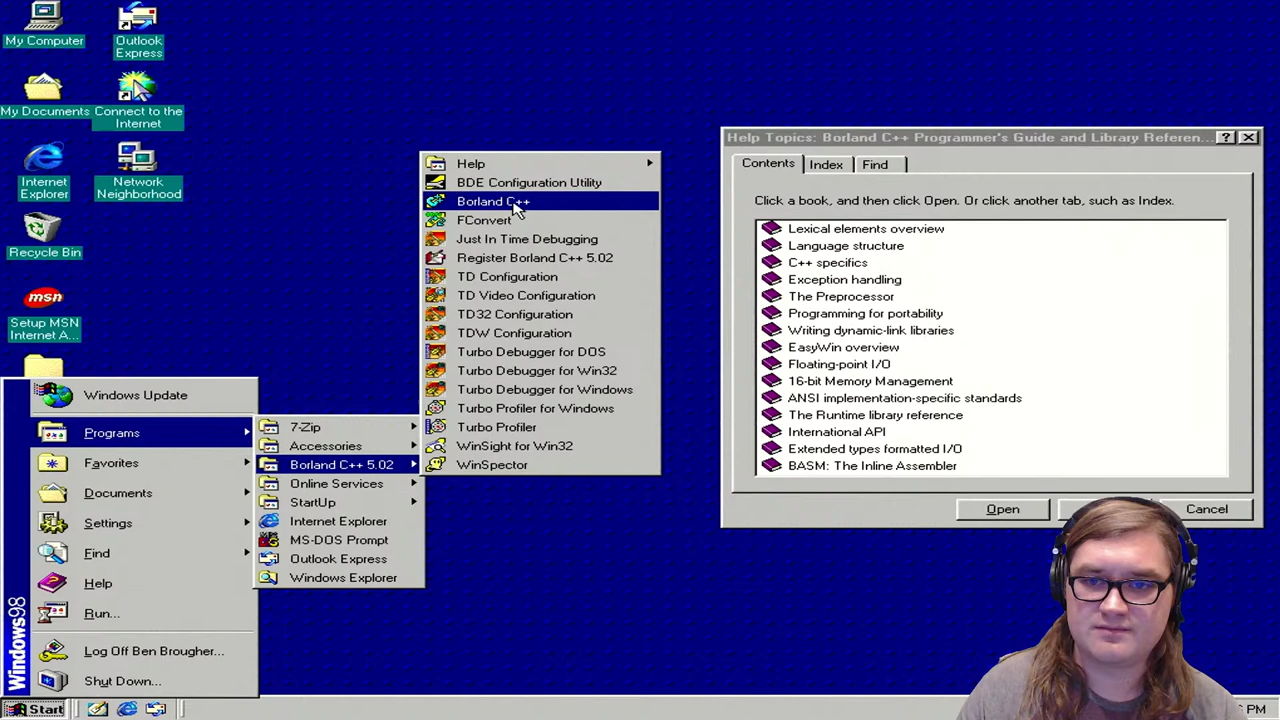 My Computer
Outlook
Express
My Documents
Connect to the
Internet
Internet
Explorer
Network
Neighborhood
Recycle Bin
Setup MSN
Internet A...
Windows Update
Programs
Favorites
Documents
Settings
Find
Help
Run...
Log Off Ben Brougher...
Shut Down...
Windows98
Start
7-Zip
Accessories
Borland C++ 5.02
Online Services
StartUp
Internet Explorer
MS-DOS Prompt
Outlook Express
Windows Explorer
Help
BDE Configuration Utility
Borland C++
FConvert
Just In Time Debugging
Register Borland C++ 5.02
TD Configuration
TD Video Configuration
TD32 Configuration
TDW Configuration
Turbo Debugger for DOS
Turbo Debugger for Win32
Turbo Debugger for Windows
Turbo Profiler for Windows
Turbo Profiler
WinSight for Win32
WinSpector
Help Topics: Borland C++ Programmer's Guide and Library Referen...
Contents
Index
Find
Click a book, and then click Open. Or click another tab, such as Index.
Lexical elements overview
Language structure
C++ specifics
Exception handling
The Preprocessor
Programming for portability
Writing dynamic-link libraries
EasyWin overview
Floating-point I/O
16-bit Memory Management
ANSI implementation-specific standards
The Runtime library reference
International API
Extended types formatted I/O
BASM: The Inline Assembler
Open
Cancel
PM